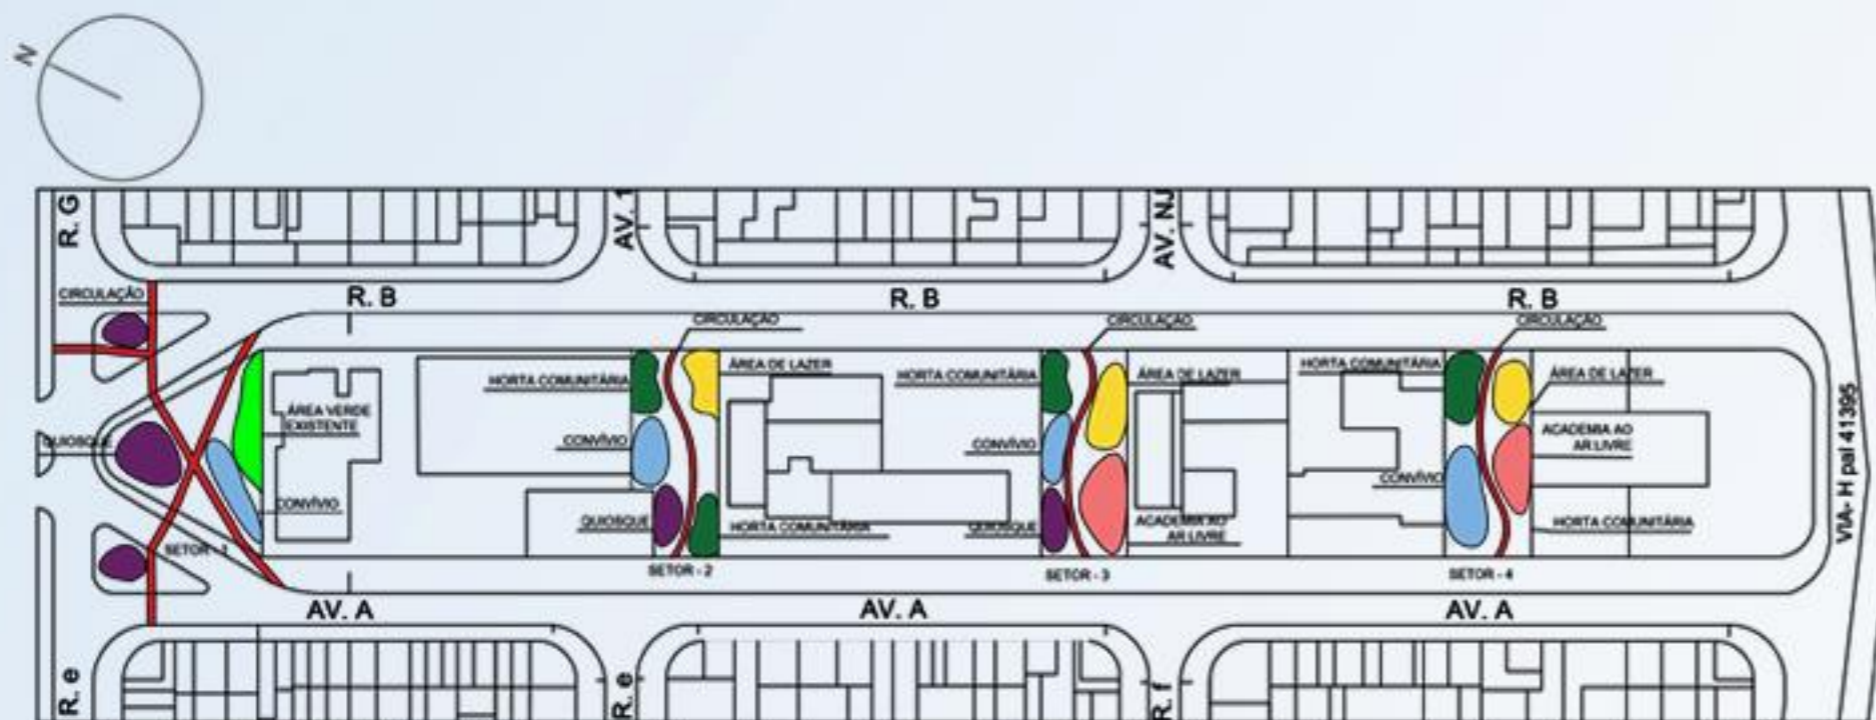 N
R. G
AV. 1
AV. NJ
CIRCULAÇÃO
R. B
R. B
R. B
CIRCULAÇÃO
CIRCULAÇÃO
CIRCULAÇÃO
HORTA COMUNITÁRIA
ÁREA DE LAZER
HORTA COMUNITÁRIA
ÁREA DE LAZER
HORTA COMUNITÁRIA
ÁREA DE LAZER
ÁREA VERDE
EXISTENTE
QUIOSQUE
CONVÍVIO
CONVÍVIO
ACADEMIA AO
AR LIVRE
CONVÍVIO
CONVÍVIO
QUIOSQUE
HORTA COMUNITÁRIA
QUIOSQUE
ACADEMIA AO
AR LIVRE
HORTA COMUNITÁRIA
SETOR - 1
SETOR - 2
SETOR - 3
SETOR - 4
VIA- H pal 41395
AV. A
AV. A
AV. A
R. e
R. e
R. f